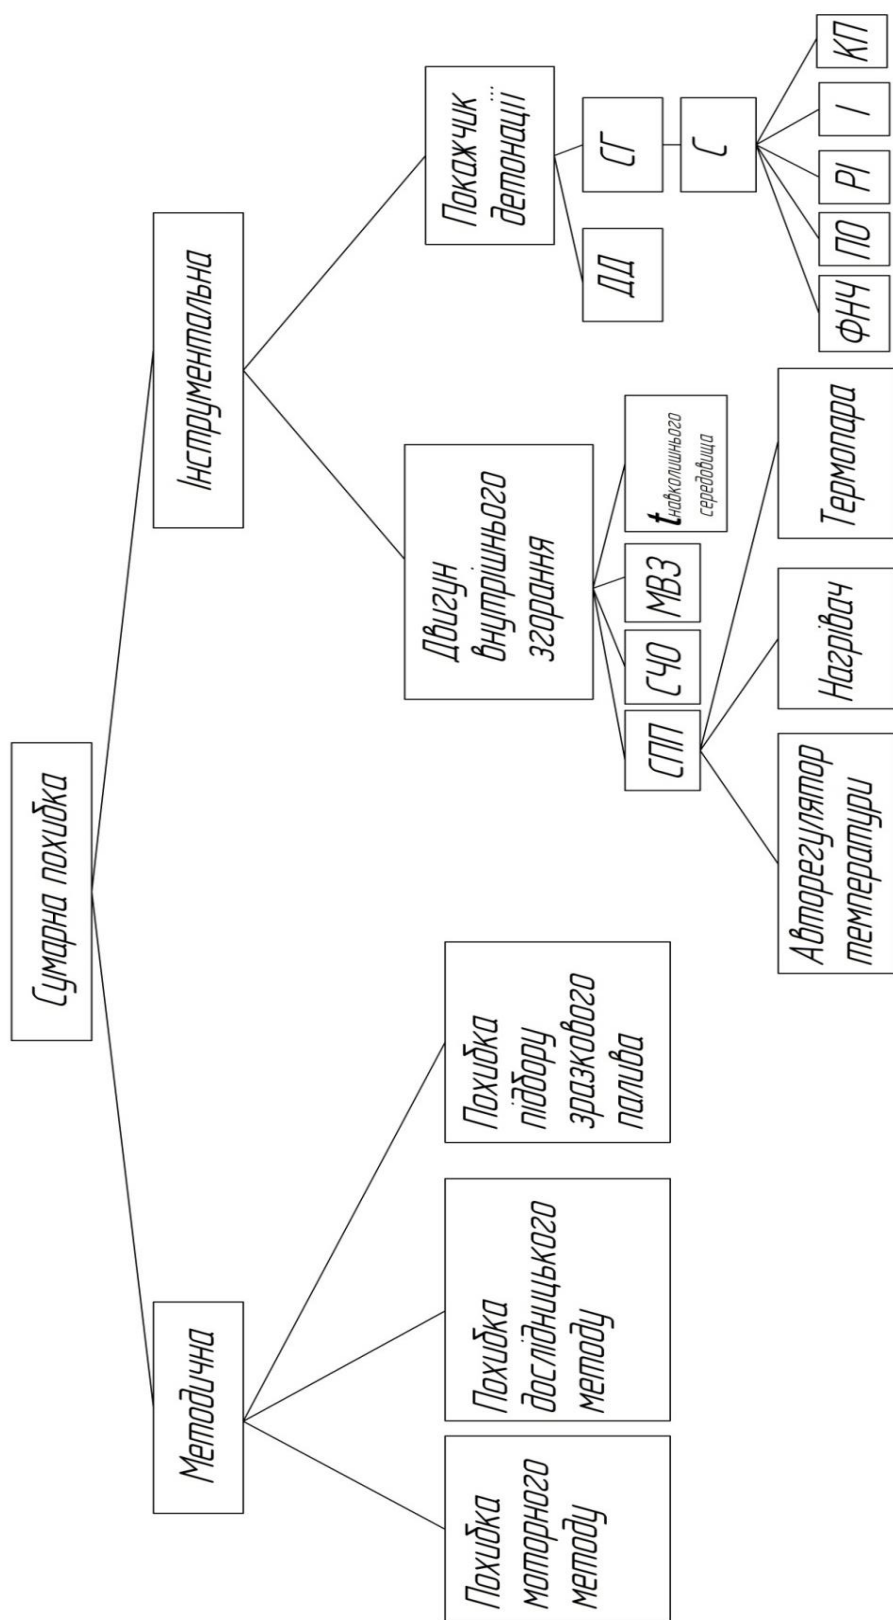 Сумарна похибка
Методична
Інструментальна
Похибка
моторного
методу
Похибка
дослідницького
методу
Похибка
підбору
зразкового
палива
Двигун
внутрішнього
згорання
Покажчик
детонації
...
СПП
СЧО
МВЗ
tнавколишнього
середовища
ДД
СГ
С
Авторегулятор
температури
Нагрівач
Термопара
ФНЧ
ПО
РІ
І
КП